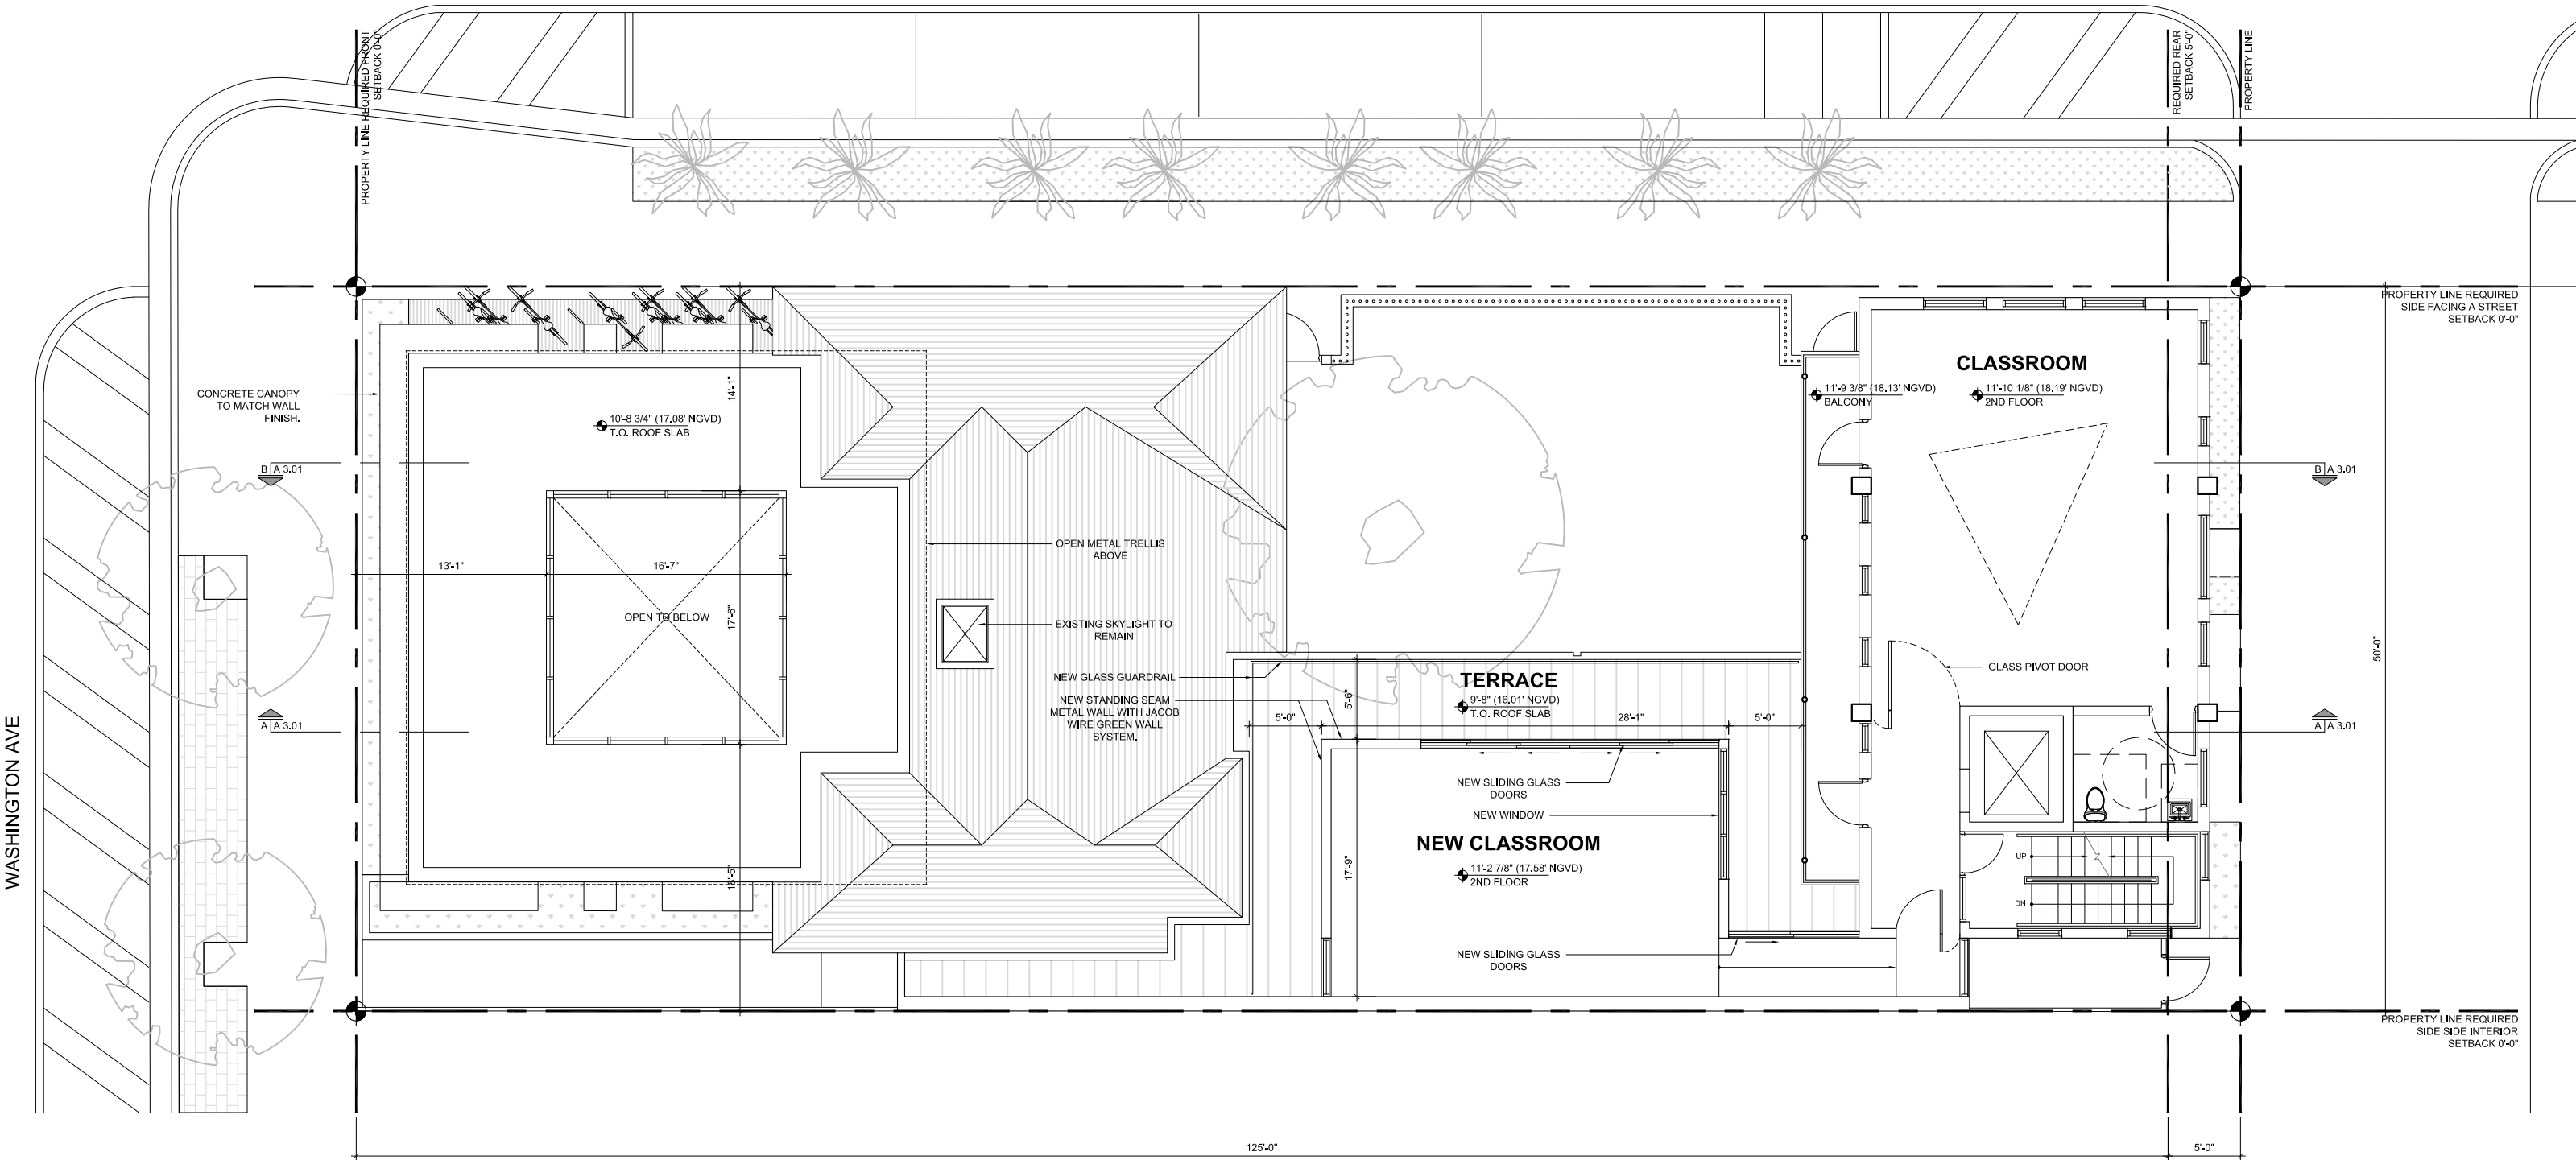 PROPERTY LINE REQUIRED FRONT
SETBACK 0'-0"
REQUIRED REAR
SETBACK 5'-0"
PROPERTY LINE
PROPERTY LINE REQUIRED
SIDE FACING A STREET
SETBACK 0'-0"
CONCRETE CANOPY
TO MATCH WALL
FINISH.
14'-1"
10'-8 3/4" (17.08' NGVD)
T.O. ROOF SLAB
CLASSROOM
11'-9 3/8" (18.13' NGVD)
BALCONY
11'-10 1/8" (18.19' NGVD)
2ND FLOOR
B A 3.01
B A 3.01
OPEN METAL TRELLIS
ABOVE
13'-1"
16'-7"
OPEN TO BELOW
17'-6"
EXISTING SKYLIGHT TO
REMAIN
50'-0"
GLASS PIVOT DOOR
NEW GLASS GUARDRAIL
TERRACE
9'-8" (16.01' NGVD)
T.O. ROOF SLAB
5'-6"
NEW STANDING SEAM
METAL WALL WITH JACOB
WIRE GREEN WALL
SYSTEM.
5'-0"
28'-1"
5'-0"
A A 3.01
A A 3.01
WASHINGTON AVE
NEW SLIDING GLASS
DOORS
NEW WINDOW
NEW CLASSROOM
11'-2 7/8" (17.58' NGVD)
2ND FLOOR
17'-9"
18'-5"
UP
DN
NEW SLIDING GLASS
DOORS
PROPERTY LINE REQUIRED
SIDE SIDE INTERIOR
SETBACK 0'-0"
125'-0"
5'-0"